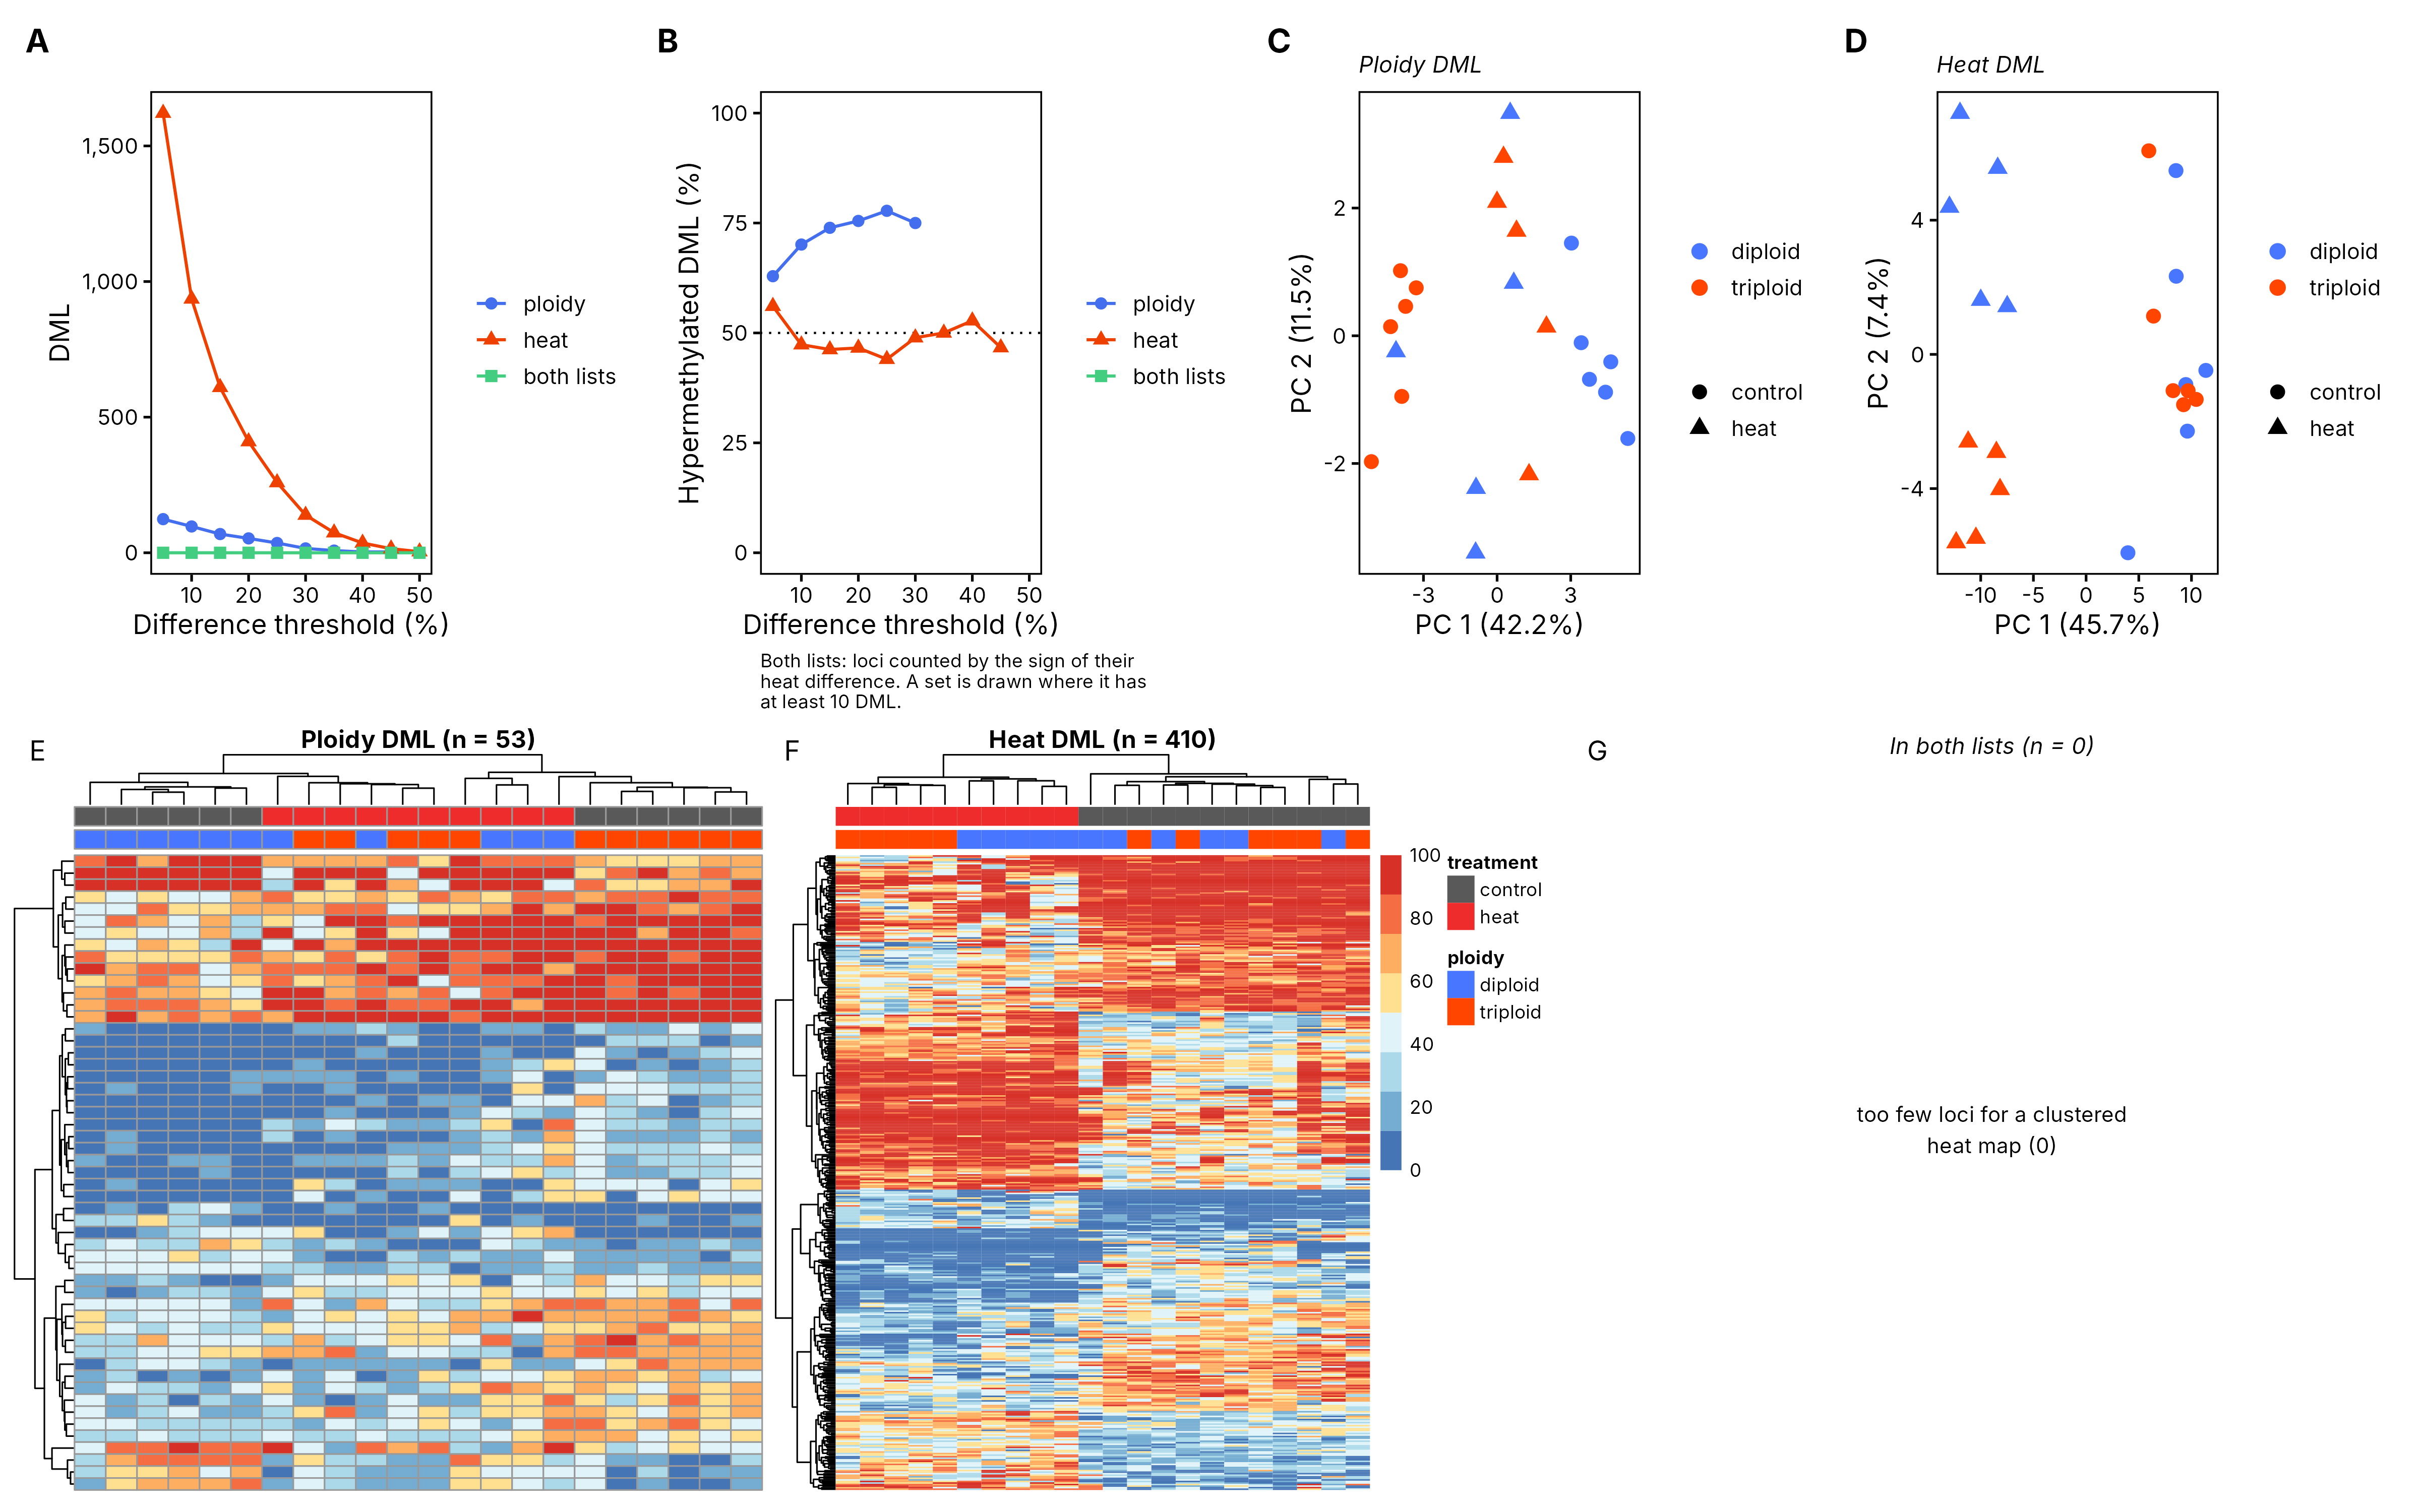 A
B
C
D
Ploidy DML
Heat DML
DML
1,500
1,000
500
0
10 20 30 40 50
Difference threshold (%)
ploidy
heat
both lists
Hypermethylated DML (%)
100
75
50
25
0
10 20 30 40 50
Difference threshold (%)
ploidy
heat
both lists
Both lists: loci counted by the sign of their
heat difference. A set is drawn where it has
at least 10 DML.
PC 2 (11.5%)
2
0
-2
-3 0 3
PC 1 (42.2%)
diploid
triploid
control
heat
PC 2 (7.4%)
4
0
-4
-10 -5 0 5 10
PC 1 (45.7%)
diploid
triploid
control
heat
E
Ploidy DML (n = 53)
F
Heat DML (n = 410)
100
80
60
40
20
0
treatment
control
heat
ploidy
diploid
triploid
G
In both lists (n = 0)
too few loci for a clustered
heat map (0)